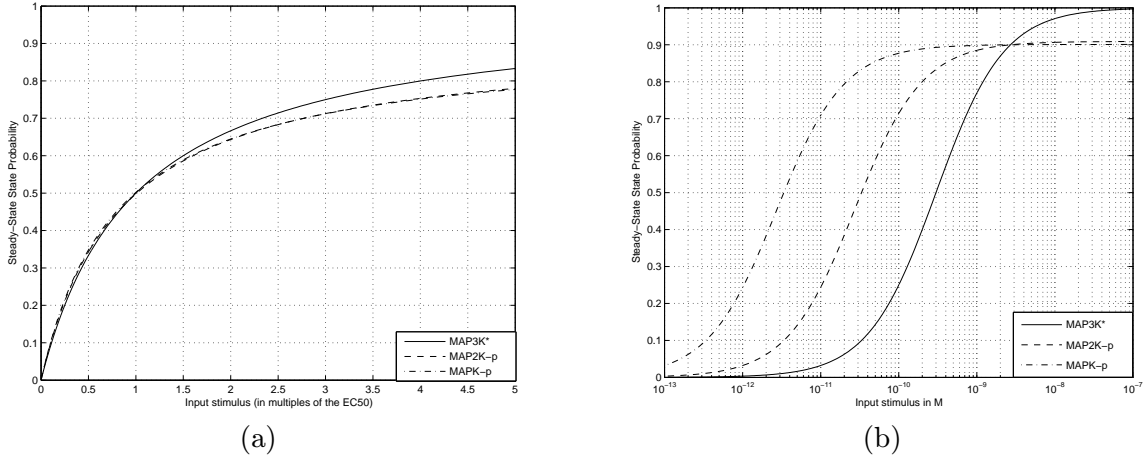 1
0.9
0.8
0.7
0.6
0.5
0.4
0.3
0.2
0.1
0
Steady−State State Probability
0 0.5 1 1.5 2 2.5 3 3.5 4 4.5 5
Input stimulus (in multiples of the EC50)
MAP3K*
MAP2K−p
MAPK−p
(a)
1
0.9
0.8
0.7
0.6
0.5
0.4
0.3
0.2
0.1
0
Steady−State State Probability
10−13 10−12 10−11 10−10 10−9 10−8 10−7
Input stimulus in M
MAP3K*
MAP2K−p
MAPK−p
(b)